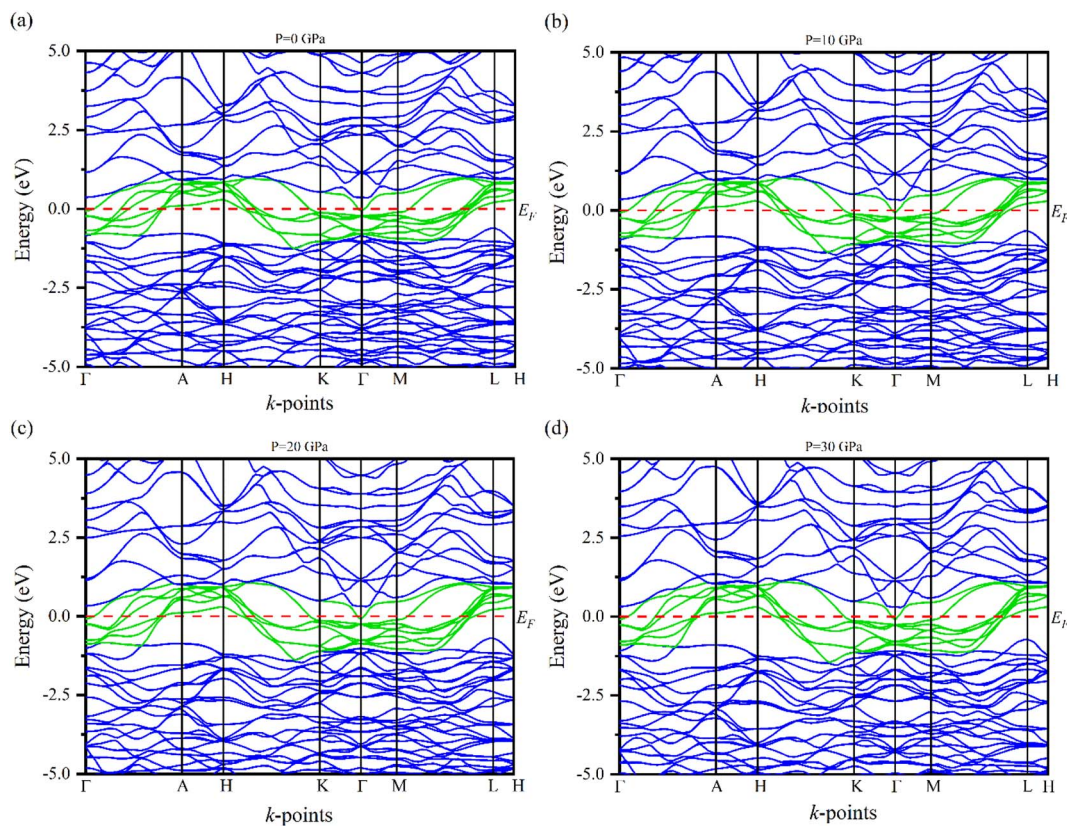 (a)
P=0 GPa
5.0
2.5
0.0
-2.5
-5.0
Energy (eV)
E_F
Γ A H K Γ M L H
k-points
(b)
P=10 GPa
5.0
2.5
0.0
-2.5
-5.0
Energy (eV)
E_F
Γ A H K Γ M L H
k-points
(c)
P=20 GPa
5.0
2.5
0.0
-2.5
-5.0
Energy (eV)
E_F
Γ A H K Γ M L H
k-points
(d)
P=30 GPa
5.0
2.5
0.0
-2.5
-5.0
Energy (eV)
E_F
Γ A H K Γ M L H
k-points